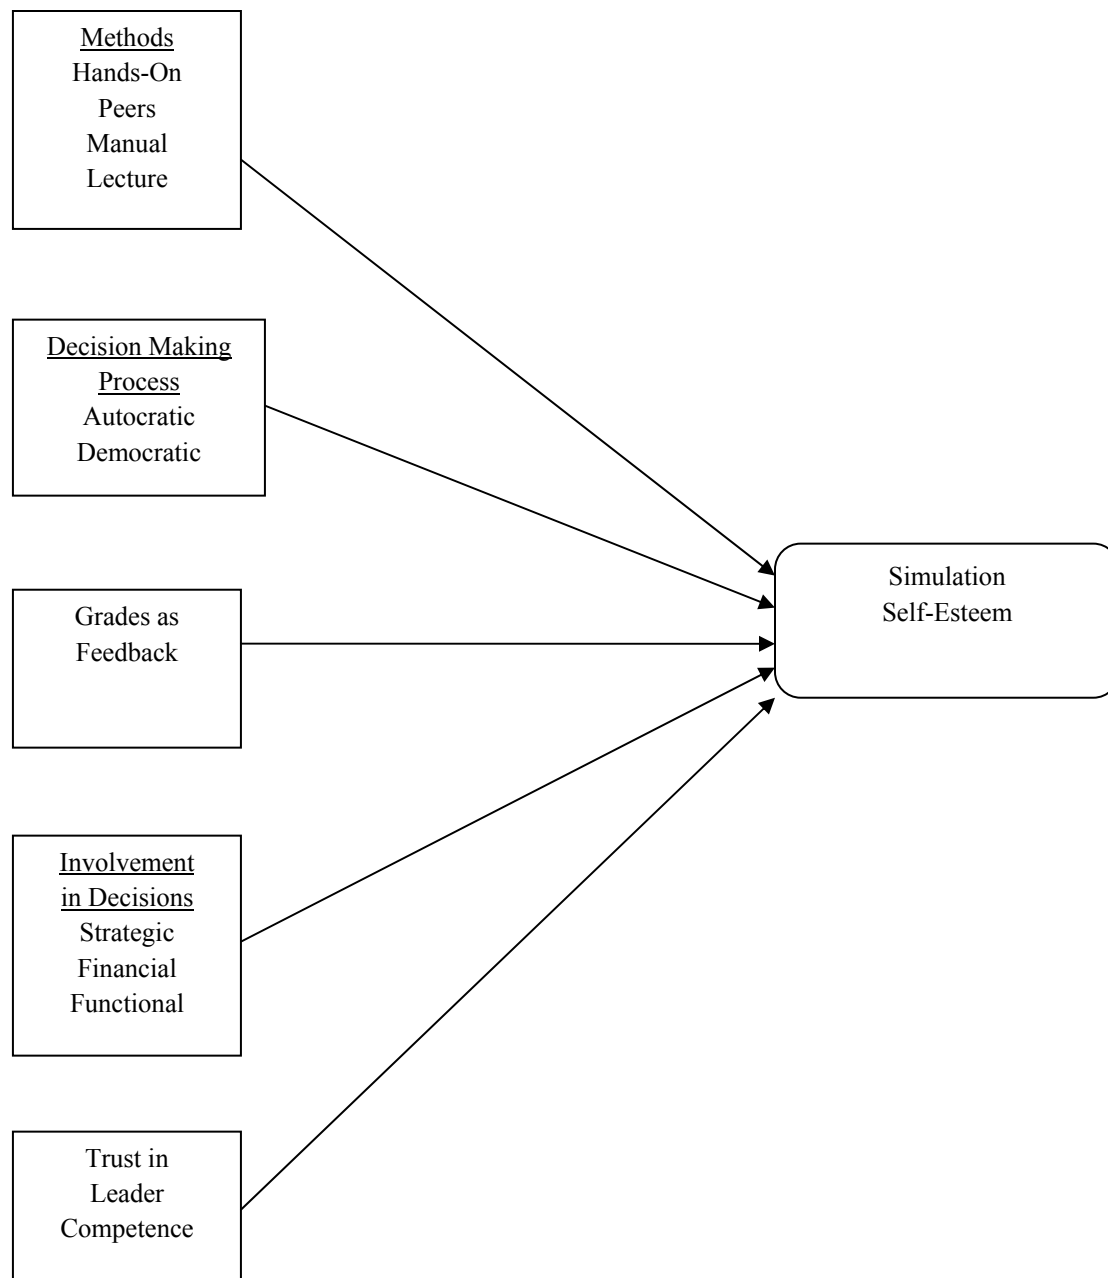 Methods
Hands-On
Peers
Manual
Lecture
Decision Making
Process
Autocratic
Democratic
Grades as
Feedback
Simulation
Self-Esteem
Involvement
in Decisions
Strategic
Financial
Functional
Trust in
Leader
Competence